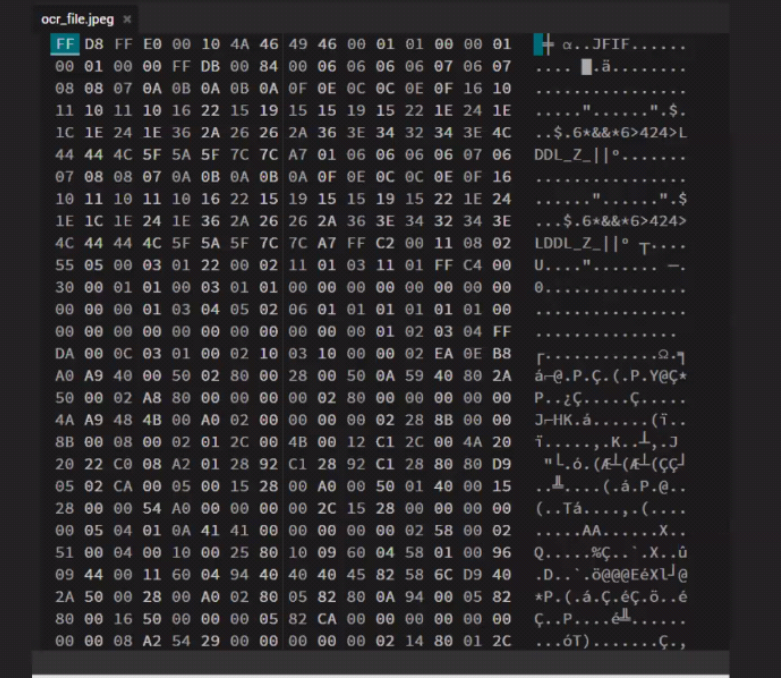 ocr_file.jpeg ×
FF D8 FF E0 00 10 4A 46 49 46 00 01 01 00 00 01 ╪ α..JFIF......
00 01 00 00 FF DB 00 84 00 06 06 06 06 07 06 07 .... █.ä........
08 08 07 0A 0B 0A 0B 0A 0F 0E 0C 0C 0E 0F 16 10 ................
11 10 11 10 16 22 15 19 15 15 19 15 22 1E 24 1E ....."......".$.
1C 1E 24 1E 36 2A 26 26 2A 36 3E 34 32 34 3E 4C ..$.6*&&*6>424>L
44 44 4C 5F 5A 5F 7C 7C A7 01 06 06 06 06 07 06 DDL_Z_||º.......
07 08 08 07 0A 0B 0A 0B 0A 0F 0E 0C 0C 0E 0F 16 ................
10 11 10 11 10 16 22 15 19 15 15 19 15 22 1E 24 ......"......".$
1E 1C 1E 24 1E 36 2A 26 26 2A 36 3E 34 32 34 3E ...$.6*&&*6>424>
4C 44 44 4C 5F 5A 5F 7C 7C A7 FF C2 00 11 08 02 LDDL_Z_||º ┬....
55 05 00 03 01 22 00 02 11 01 03 11 01 FF C4 00 U...."....... ─.
30 00 01 01 00 03 01 01 00 00 00 00 00 00 00 00 0...............
00 00 00 01 03 04 05 02 06 01 01 01 01 01 01 00 ................
00 00 00 00 00 00 00 00 00 00 00 01 02 03 04 FF ...............
DA 00 0C 03 01 00 02 10 03 10 00 00 02 EA 0E B8 ┌............Ω.╕
A0 A9 40 00 50 02 80 00 28 00 50 0A 59 40 80 2A á⌐@.P.Ç.(.P.Y@Ç*
50 00 02 A8 80 00 00 00 00 02 80 00 00 00 00 00 P..¿Ç.....Ç.....
4A A9 48 4B 00 A0 02 00 00 00 00 02 28 8B 00 00 J⌐HK.á......(ï..
8B 00 08 00 02 01 2C 00 4B 00 12 C1 2C 00 4A 20 ï.....,.K..┴,.J
20 22 C0 08 A2 01 28 92 C1 28 92 C1 28 80 80 D9 "└.ó.(Æ┴(Æ┴(ÇÇ┘
05 02 CA 00 05 00 15 28 00 A0 00 50 01 40 00 15 ..╩....(.á.P.@..
28 00 00 54 A0 00 00 00 00 2C 15 28 00 00 00 00 (..Tá....,.(....
00 05 04 01 0A 41 41 00 00 00 00 00 02 58 00 02 .....AA......X..
51 00 04 00 10 00 25 80 10 09 60 04 58 01 00 96 Q.....%Ç..`.X..û
09 44 00 11 60 04 94 40 40 40 45 82 58 6C D9 40 .D..`.ö@@@EéXl┘@
2A 50 00 28 00 A0 02 80 05 82 80 0A 94 00 05 82 *P.(.á.Ç.éÇ.ö..é
80 00 16 50 00 00 00 05 82 CA 00 00 00 00 00 00 Ç..P....é╩......
00 00 08 A2 54 29 00 00 00 00 00 02 14 80 01 2C ...óT).......Ç.,